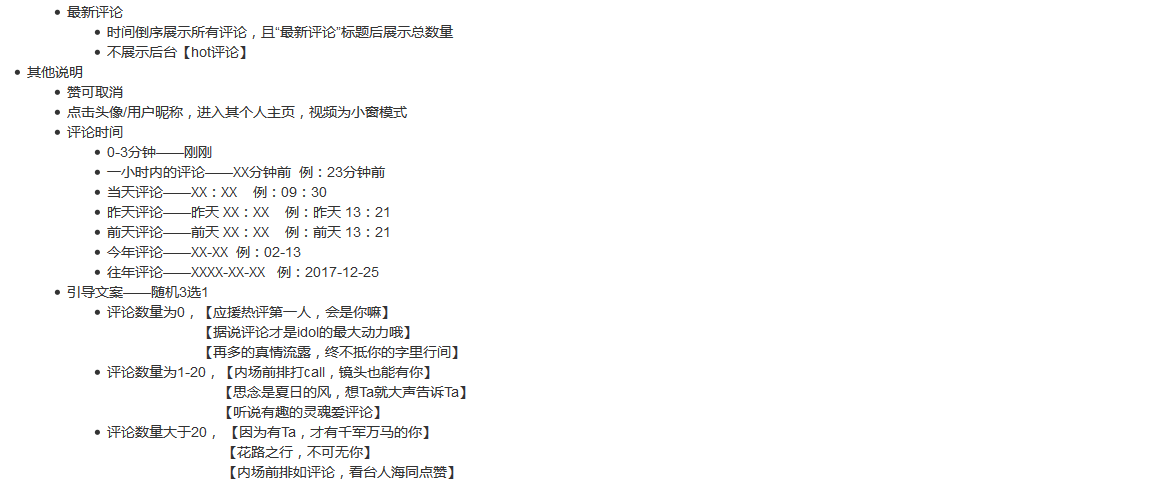 最新评论
时间倒序展示所有评论，且“最新评论”标题后展示总数量
不展示后台【hot评论】
其他说明
赞可取消
点击头像/用户昵称，进入其个人主页，视频为小窗模式
评论时间
0-3分钟——刚刚
一小时内的评论——XX分钟前 例：23分钟前
当天评论——XX：XX 例：09：30
昨天评论——昨天 XX：XX 例：昨天 13：21
前天评论——前天 XX：XX 例：前天 13：21
今年评论——XX-XX 例：02-13
往年评论——XXXX-XX-XX 例：2017-12-25
引导文案——随机3选1
评论数量为0，【应援热评第一人，会是你嘛】
【据说评论才是idol的最大动力哦】
【再多的真情流露，终不抵你的字里行间】
评论数量为1-20，【内场前排打call，镜头也能有你】
【思念是夏日的风，想Ta就大声告诉Ta】
【听说有趣的灵魂爱评论】
评论数量大于20，【因为有Ta，才有千军万马的你】
【花路之行，不可无你】
【内场前排如评论，看台人海同点赞】